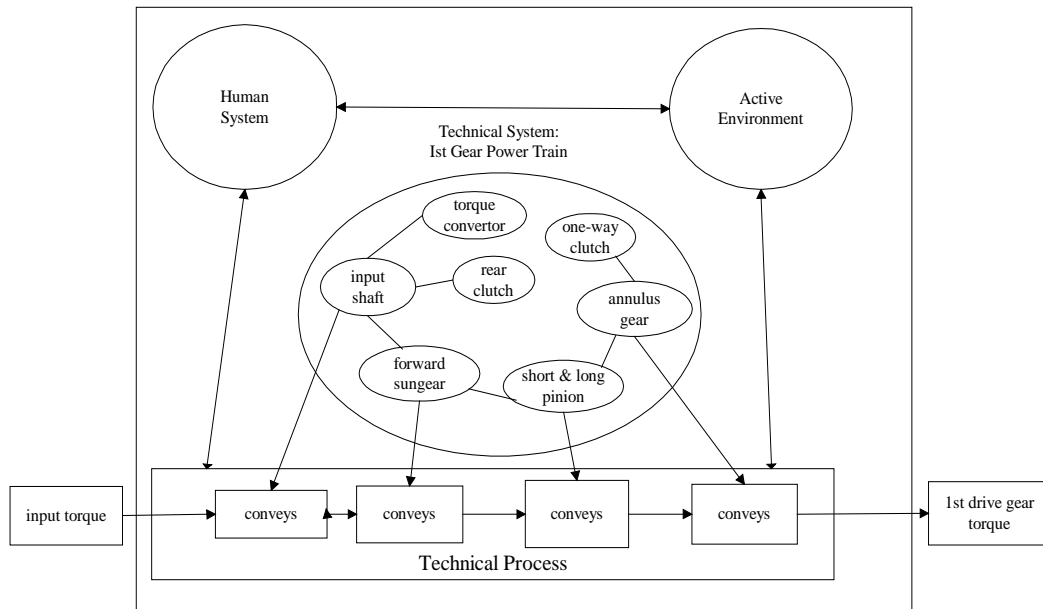 Human
System
Active
Environment
Technical System:
Ist Gear Power Train
torque
convertor
one-way
clutch
input
shaft
rear
clutch
annulus
gear
forward
sungear
short & long
pinion
input torque
conveys
conveys
conveys
conveys
1st drive gear
torque
Technical Process